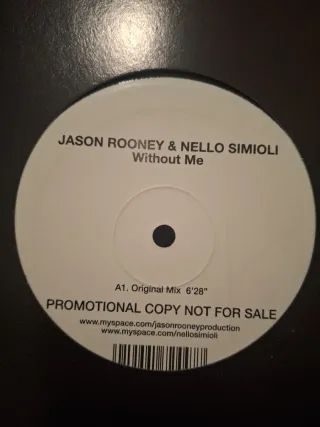 JASON ROONEY & NELLO SIMIOLI
Without Me
A1. Original Mix 6'28"
PROMOTIONAL COPY NOT FOR SALE
www.myspace.com/jasonrooneyproduction
www.myspace.com/nellosimioli